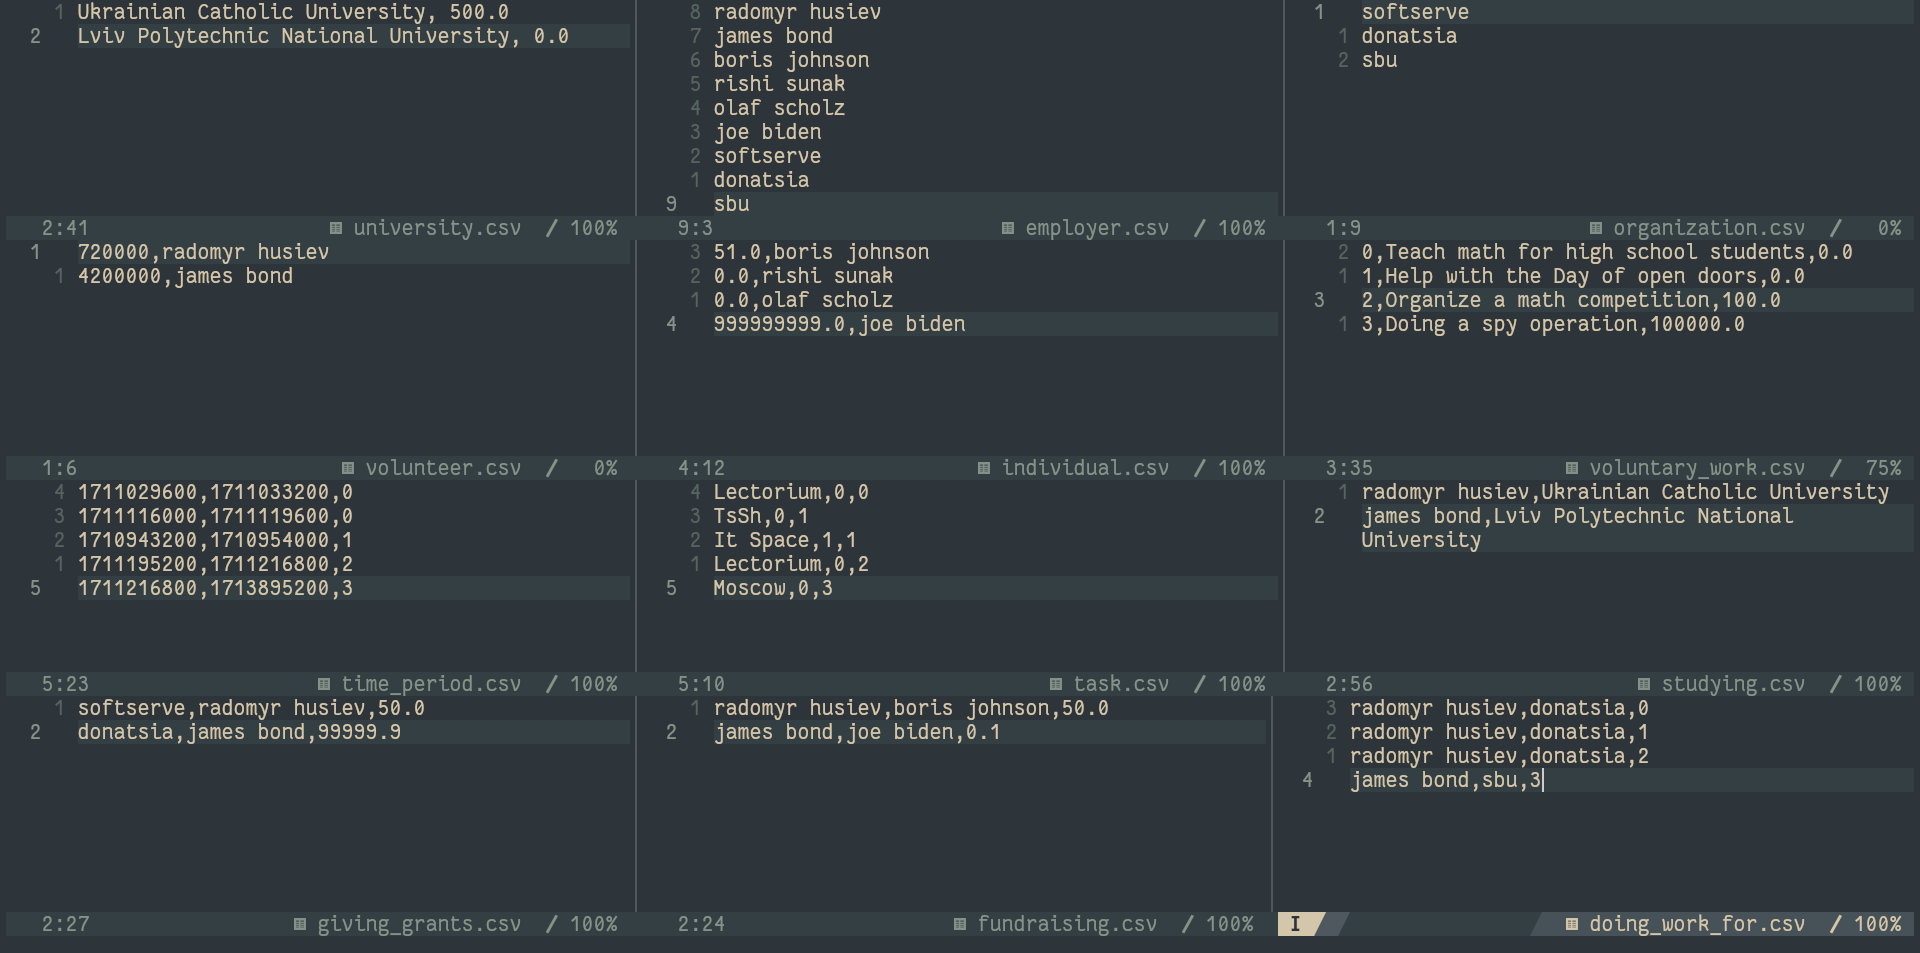 1 Ukrainian Catholic University, 500.0
2 Lviv Polytechnic National University, 0.0
2:41 university.csv / 100%
8 radomyr husiev
7 james bond
6 boris johnson
5 rishi sunak
4 olaf scholz
3 joe biden
2 softserve
1 donatsia
9 sbu
9:3 employer.csv / 100%
1 softserve
1 donatsia
2 sbu
1:9 organization.csv / 0%
1 720000,radomyr husiev
1 4200000,james bond
1:6 volunteer.csv / 0%
3 51.0,boris johnson
2 0.0,rishi sunak
1 0.0,olaf scholz
4 999999999.0,joe biden
4:12 individual.csv / 100%
2 0,Teach math for high school students,0.0
1 1,Help with the Day of open doors,0.0
3 2,Organize a math competition,100.0
1 3,Doing a spy operation,100000.0
3:35 voluntary_work.csv / 75%
4 1711029600,1711033200,0
3 1711116000,1711119600,0
2 1710943200,1710954000,1
1 1711195200,1711216800,2
5 1711216800,1713895200,3
5:23 time_period.csv / 100%
4 Lectorium,0,0
3 TsSh,0,1
2 It Space,1,1
1 Lectorium,0,2
5 Moscow,0,3
5:10 task.csv / 100%
1 radomyr husiev,Ukrainian Catholic University
2 james bond,Lviv Polytechnic National
University
2:56 studying.csv / 100%
1 softserve,radomyr husiev,50.0
2 donatsia,james bond,99999.9
2:27 giving_grants.csv / 100%
1 radomyr husiev,boris johnson,50.0
2 james bond,joe biden,0.1
2:24 fundraising.csv / 100%
3 radomyr husiev,donatsia,0
2 radomyr husiev,donatsia,1
1 radomyr husiev,donatsia,2
4 james bond,sbu,3
I doing_work_for.csv / 100%